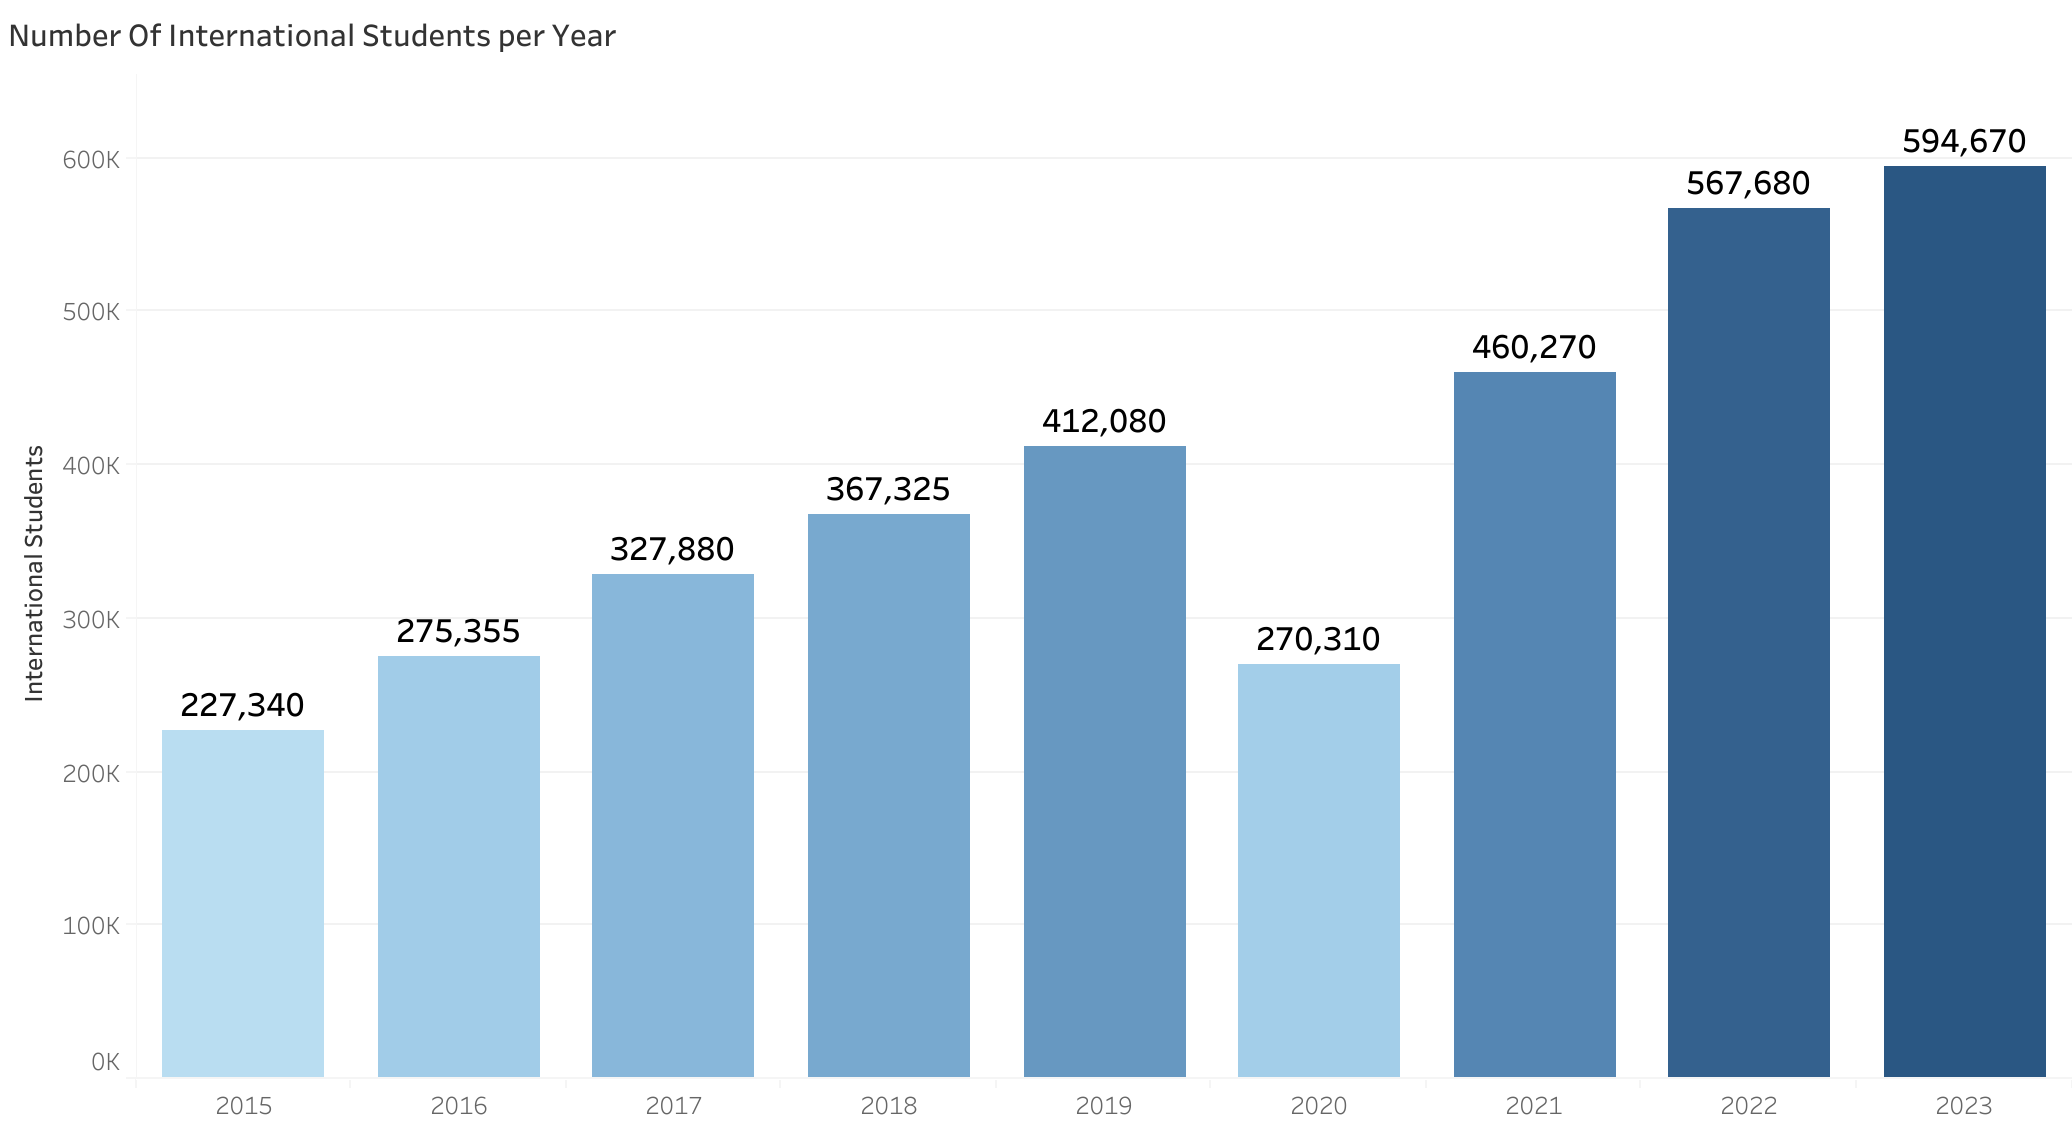 Number Of International Students per Year
International Students
600K
500K
400K
300K
200K
100K
0K
227,340
275,355
327,880
367,325
412,080
270,310
460,270
567,680
594,670
2015 2016 2017 2018 2019 2020 2021 2022 2023